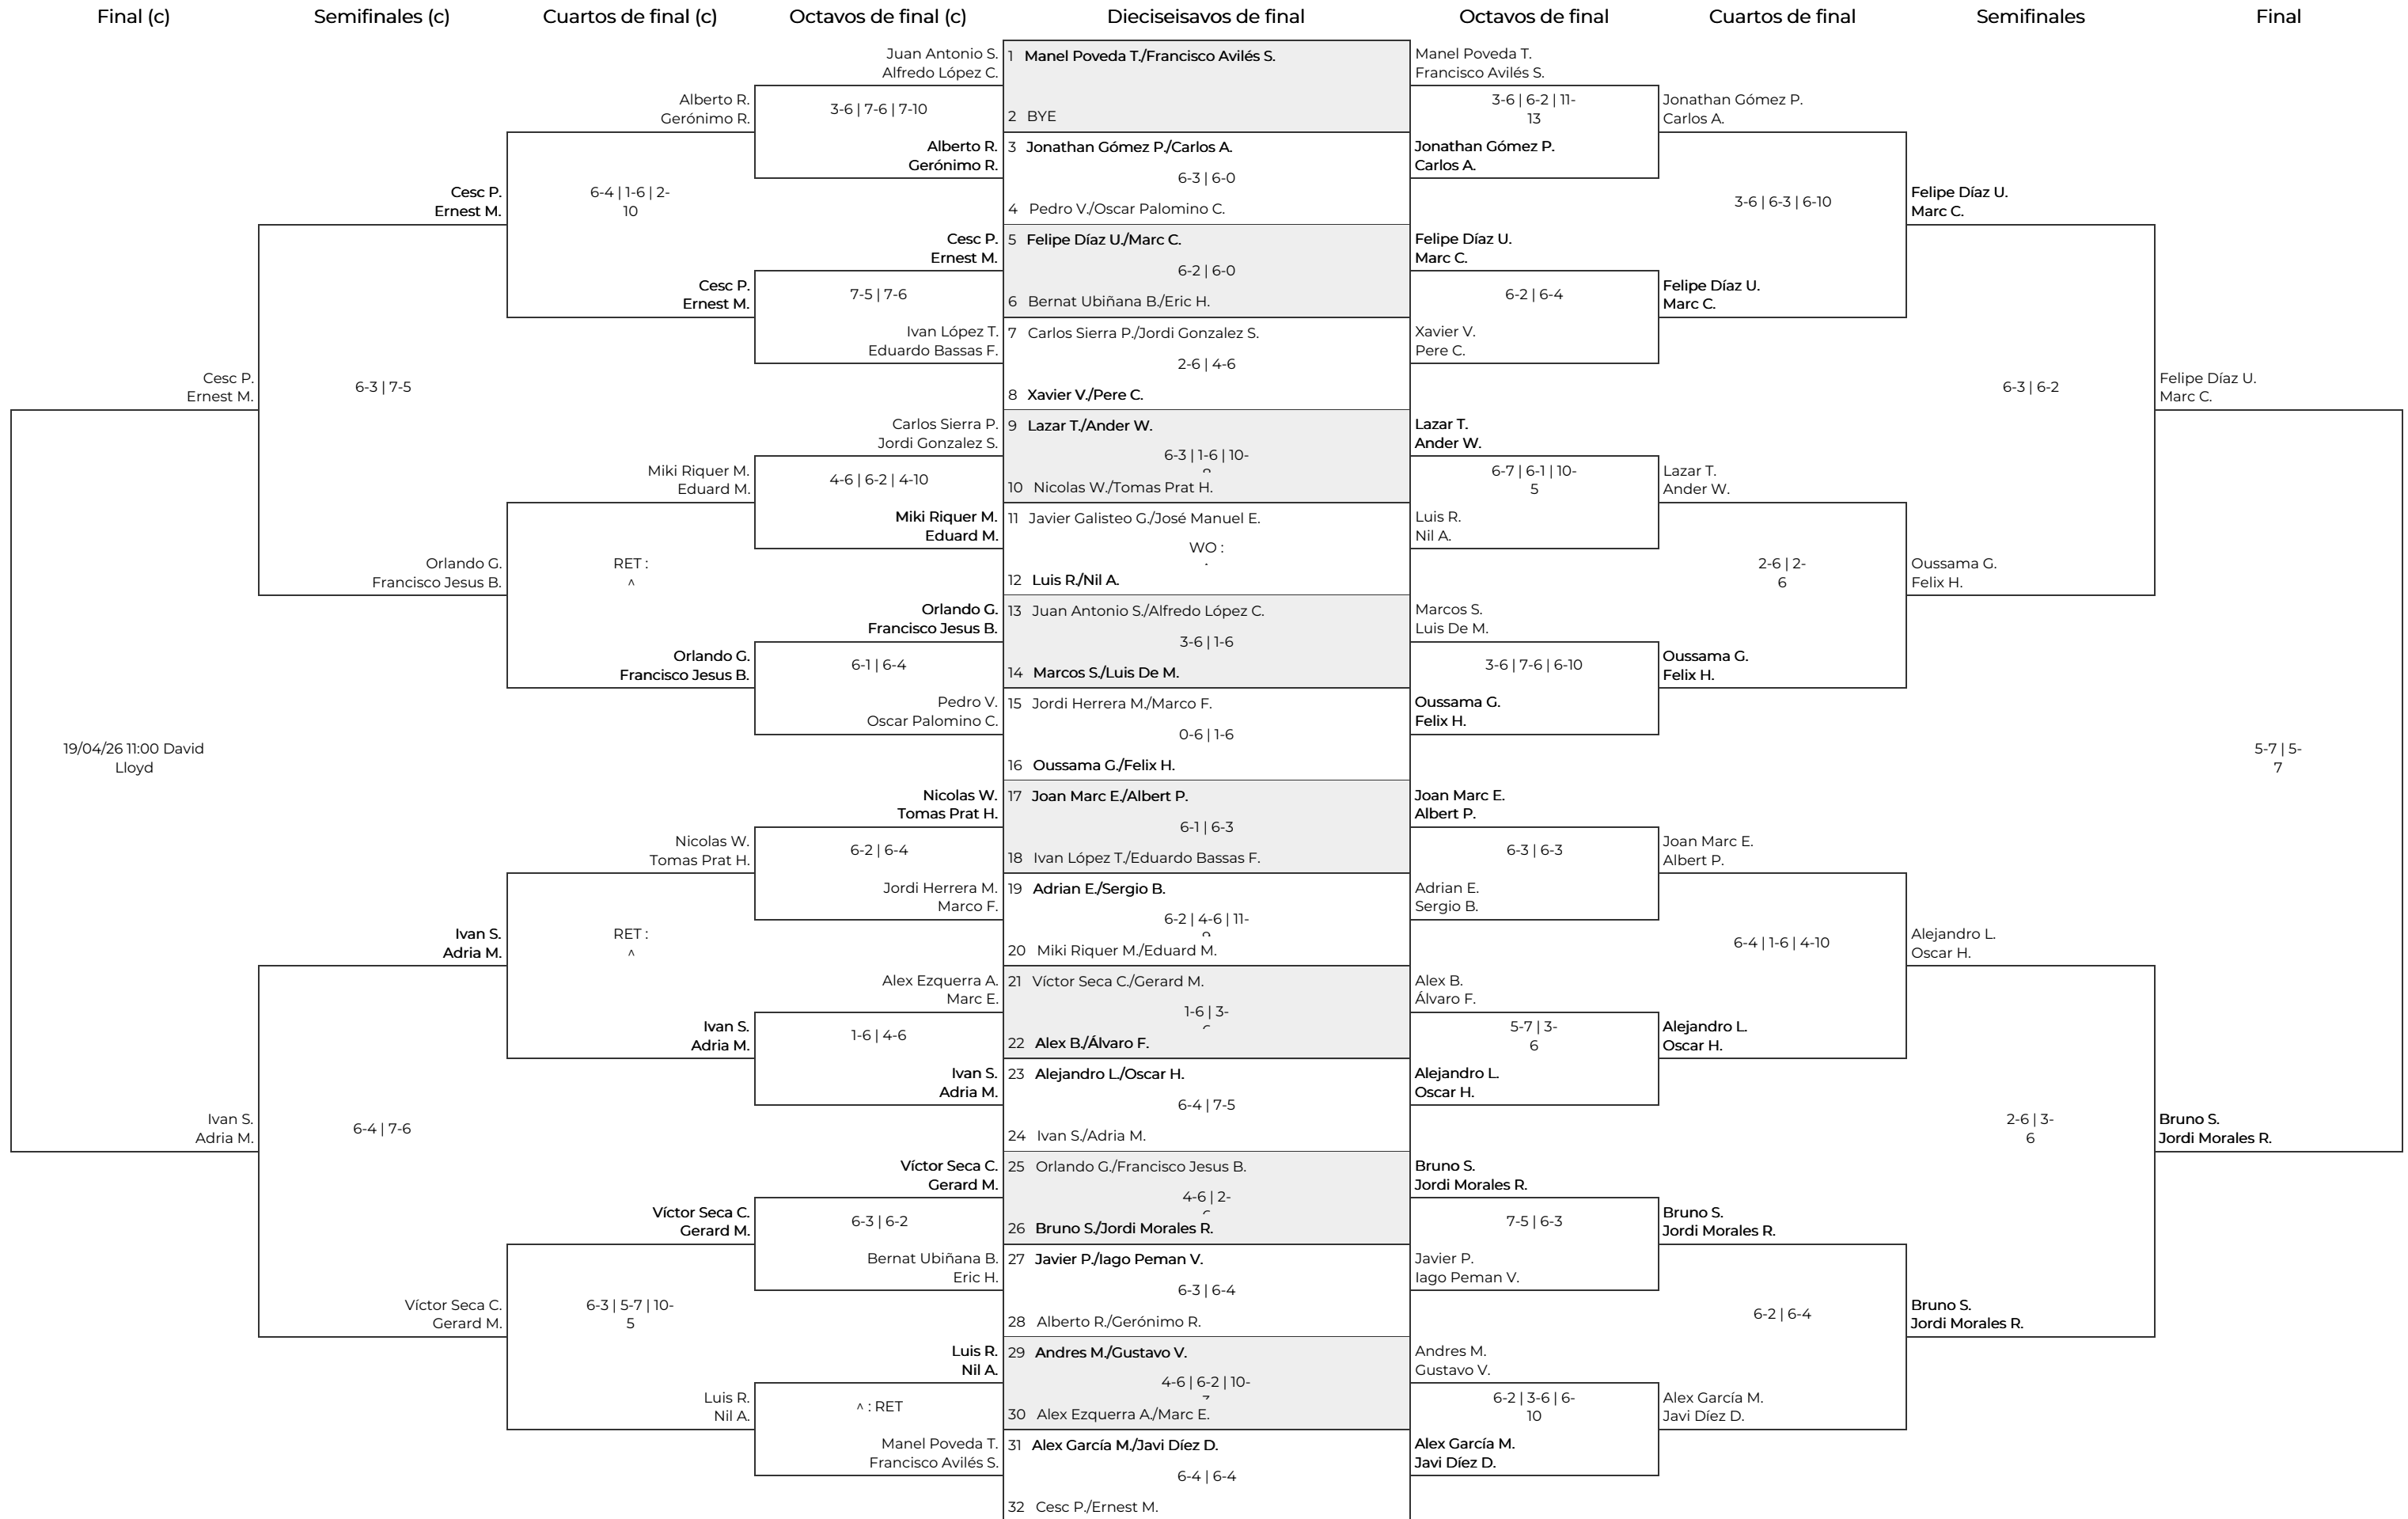 Final (c)
Semifinales (c)
Cuartos de final (c)
Octavos de final (c)
Dieciseisavos de final
Octavos de final
Cuartos de final
Semifinales
Final
Cesc P.
Ernest M.
19/04/26 11:00 David
Lloyd
Ivan S.
Adria M.
Cesc P.
Ernest M.
6-3 | 7-5
Orlando G.
Francisco Jesus B.
Ivan S.
Adria M.
6-4 | 7-6
Víctor Seca C.
Gerard M.
Alberto R.
Gerónimo R.
6-4 | 1-6 | 2-
10
Cesc P.
Ernest M.
Miki Riquer M.
Eduard M.
RET :
^
Orlando G.
Francisco Jesus B.
Nicolas W.
Tomas Prat H.
RET :
^
Ivan S.
Adria M.
Víctor Seca C.
Gerard M.
6-3 | 5-7 | 10-
5
Luis R.
Nil A.
Juan Antonio S.
Alfredo López C.
3-6 | 7-6 | 7-10
Alberto R.
Gerónimo R.
Cesc P.
Ernest M.
7-5 | 7-6
Ivan López T.
Eduardo Bassas F.
Carlos Sierra P.
Jordi Gonzalez S.
4-6 | 6-2 | 4-10
Miki Riquer M.
Eduard M.
Orlando G.
Francisco Jesus B.
6-1 | 6-4
Pedro V.
Oscar Palomino C.
Nicolas W.
Tomas Prat H.
6-2 | 6-4
Jordi Herrera M.
Marco F.
Alex Ezquerra A.
Marc E.
1-6 | 4-6
Ivan S.
Adria M.
Víctor Seca C.
Gerard M.
6-3 | 6-2
Bernat Ubiñana B.
Eric H.
Luis R.
Nil A.
^ : RET
Manel Poveda T.
Francisco Avilés S.
1 Manel Poveda T./Francisco Avilés S.
2 BYE
3 Jonathan Gómez P./Carlos A.
6-3 | 6-0
4 Pedro V./Oscar Palomino C.
5 Felipe Díaz U./Marc C.
6-2 | 6-0
6 Bernat Ubiñana B./Eric H.
7 Carlos Sierra P./Jordi Gonzalez S.
2-6 | 4-6
8 Xavier V./Pere C.
9 Lazar T./Ander W.
6-3 | 1-6 | 10-
10 Nicolas W./Tomas Prat H.
11 Javier Galisteo G./José Manuel E.
WO :
12 Luis R./Nil A.
13 Juan Antonio S./Alfredo López C.
3-6 | 1-6
14 Marcos S./Luis De M.
15 Jordi Herrera M./Marco F.
0-6 | 1-6
16 Oussama G./Felix H.
17 Joan Marc E./Albert P.
6-1 | 6-3
18 Ivan López T./Eduardo Bassas F.
19 Adrian E./Sergio B.
6-2 | 4-6 | 11-
20 Miki Riquer M./Eduard M.
21 Víctor Seca C./Gerard M.
1-6 | 3-
22 Alex B./Álvaro F.
23 Alejandro L./Oscar H.
6-4 | 7-5
24 Ivan S./Adria M.
25 Orlando G./Francisco Jesus B.
4-6 | 2-
26 Bruno S./Jordi Morales R.
27 Javier P./Iago Peman V.
6-3 | 6-4
28 Alberto R./Gerónimo R.
29 Andres M./Gustavo V.
4-6 | 6-2 | 10-
30 Alex Ezquerra A./Marc E.
31 Alex García M./Javi Díez D.
6-4 | 6-4
32 Cesc P./Ernest M.
Manel Poveda T.
Francisco Avilés S.
3-6 | 6-2 | 11-
13
Jonathan Gómez P.
Carlos A.
Felipe Díaz U.
Marc C.
6-2 | 6-4
Xavier V.
Pere C.
Lazar T.
Ander W.
6-7 | 6-1 | 10-
5
Luis R.
Nil A.
Marcos S.
Luis De M.
3-6 | 7-6 | 6-10
Oussama G.
Felix H.
Joan Marc E.
Albert P.
6-3 | 6-3
Adrian E.
Sergio B.
Alex B.
Álvaro F.
5-7 | 3-
6
Alejandro L.
Oscar H.
Bruno S.
Jordi Morales R.
7-5 | 6-3
Javier P.
Iago Peman V.
Andres M.
Gustavo V.
6-2 | 3-6 | 6-
10
Alex García M.
Javi Díez D.
Jonathan Gómez P.
Carlos A.
3-6 | 6-3 | 6-10
Felipe Díaz U.
Marc C.
Lazar T.
Ander W.
2-6 | 2-
6
Oussama G.
Felix H.
Joan Marc E.
Albert P.
6-4 | 1-6 | 4-10
Alejandro L.
Oscar H.
Bruno S.
Jordi Morales R.
6-2 | 6-4
Alex García M.
Javi Díez D.
Felipe Díaz U.
Marc C.
6-3 | 6-2
Oussama G.
Felix H.
Alejandro L.
Oscar H.
2-6 | 3-
6
Bruno S.
Jordi Morales R.
Felipe Díaz U.
Marc C.
5-7 | 5-
7
Bruno S.
Jordi Morales R.